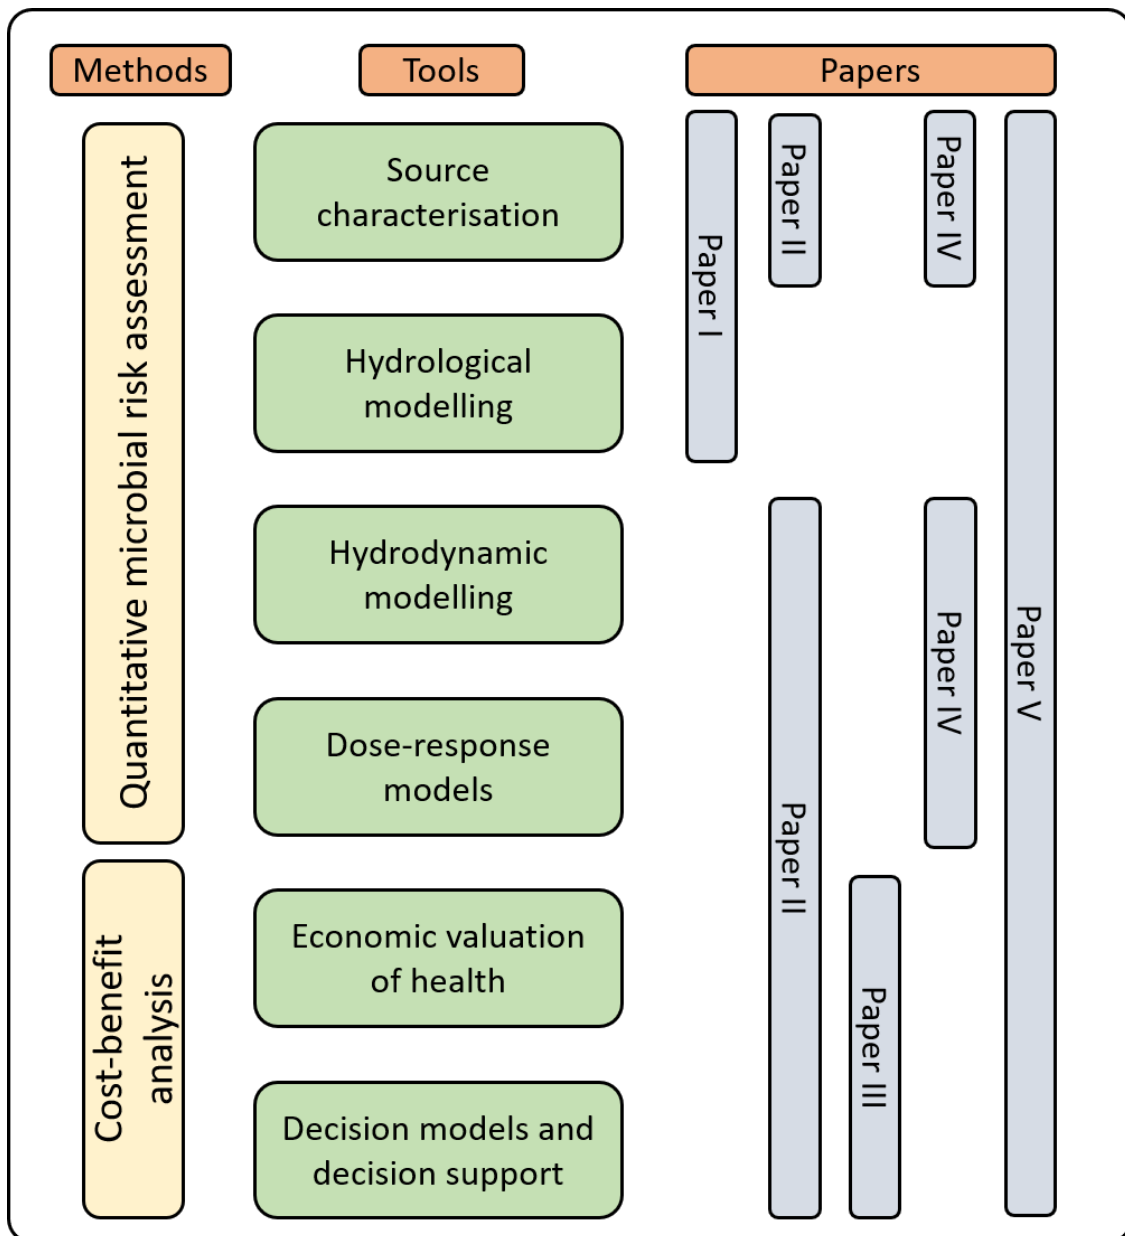 Methods
Tools
Papers
Quantitative microbial risk assessment
Cost-benefit
analysis
Source
characterisation
Hydrological
modelling
Hydrodynamic
modelling
Dose-response
models
Economic valuation
of health
Decision models and
decision support
Paper I
Paper II
Paper II
Paper III
Paper IV
Paper IV
Paper V